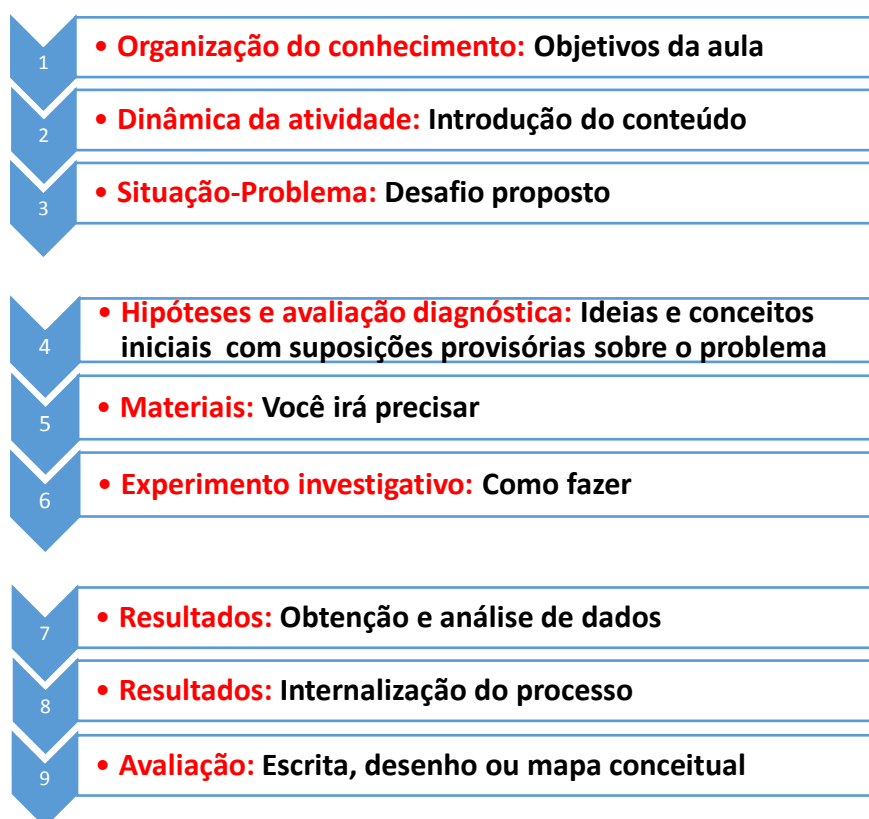 1 • Organização do conhecimento: Objetivos da aula
2 • Dinâmica da atividade: Introdução do conteúdo
3 • Situação-Problema: Desafio proposto
4 • Hipóteses e avaliação diagnóstica: Ideias e conceitos
iniciais com suposições provisórias sobre o problema
5 • Materiais: Você irá precisar
6 • Experimento investigativo: Como fazer
7 • Resultados: Obtenção e análise de dados
8 • Resultados: Internalização do processo
9 • Avaliação: Escrita, desenho ou mapa conceitual